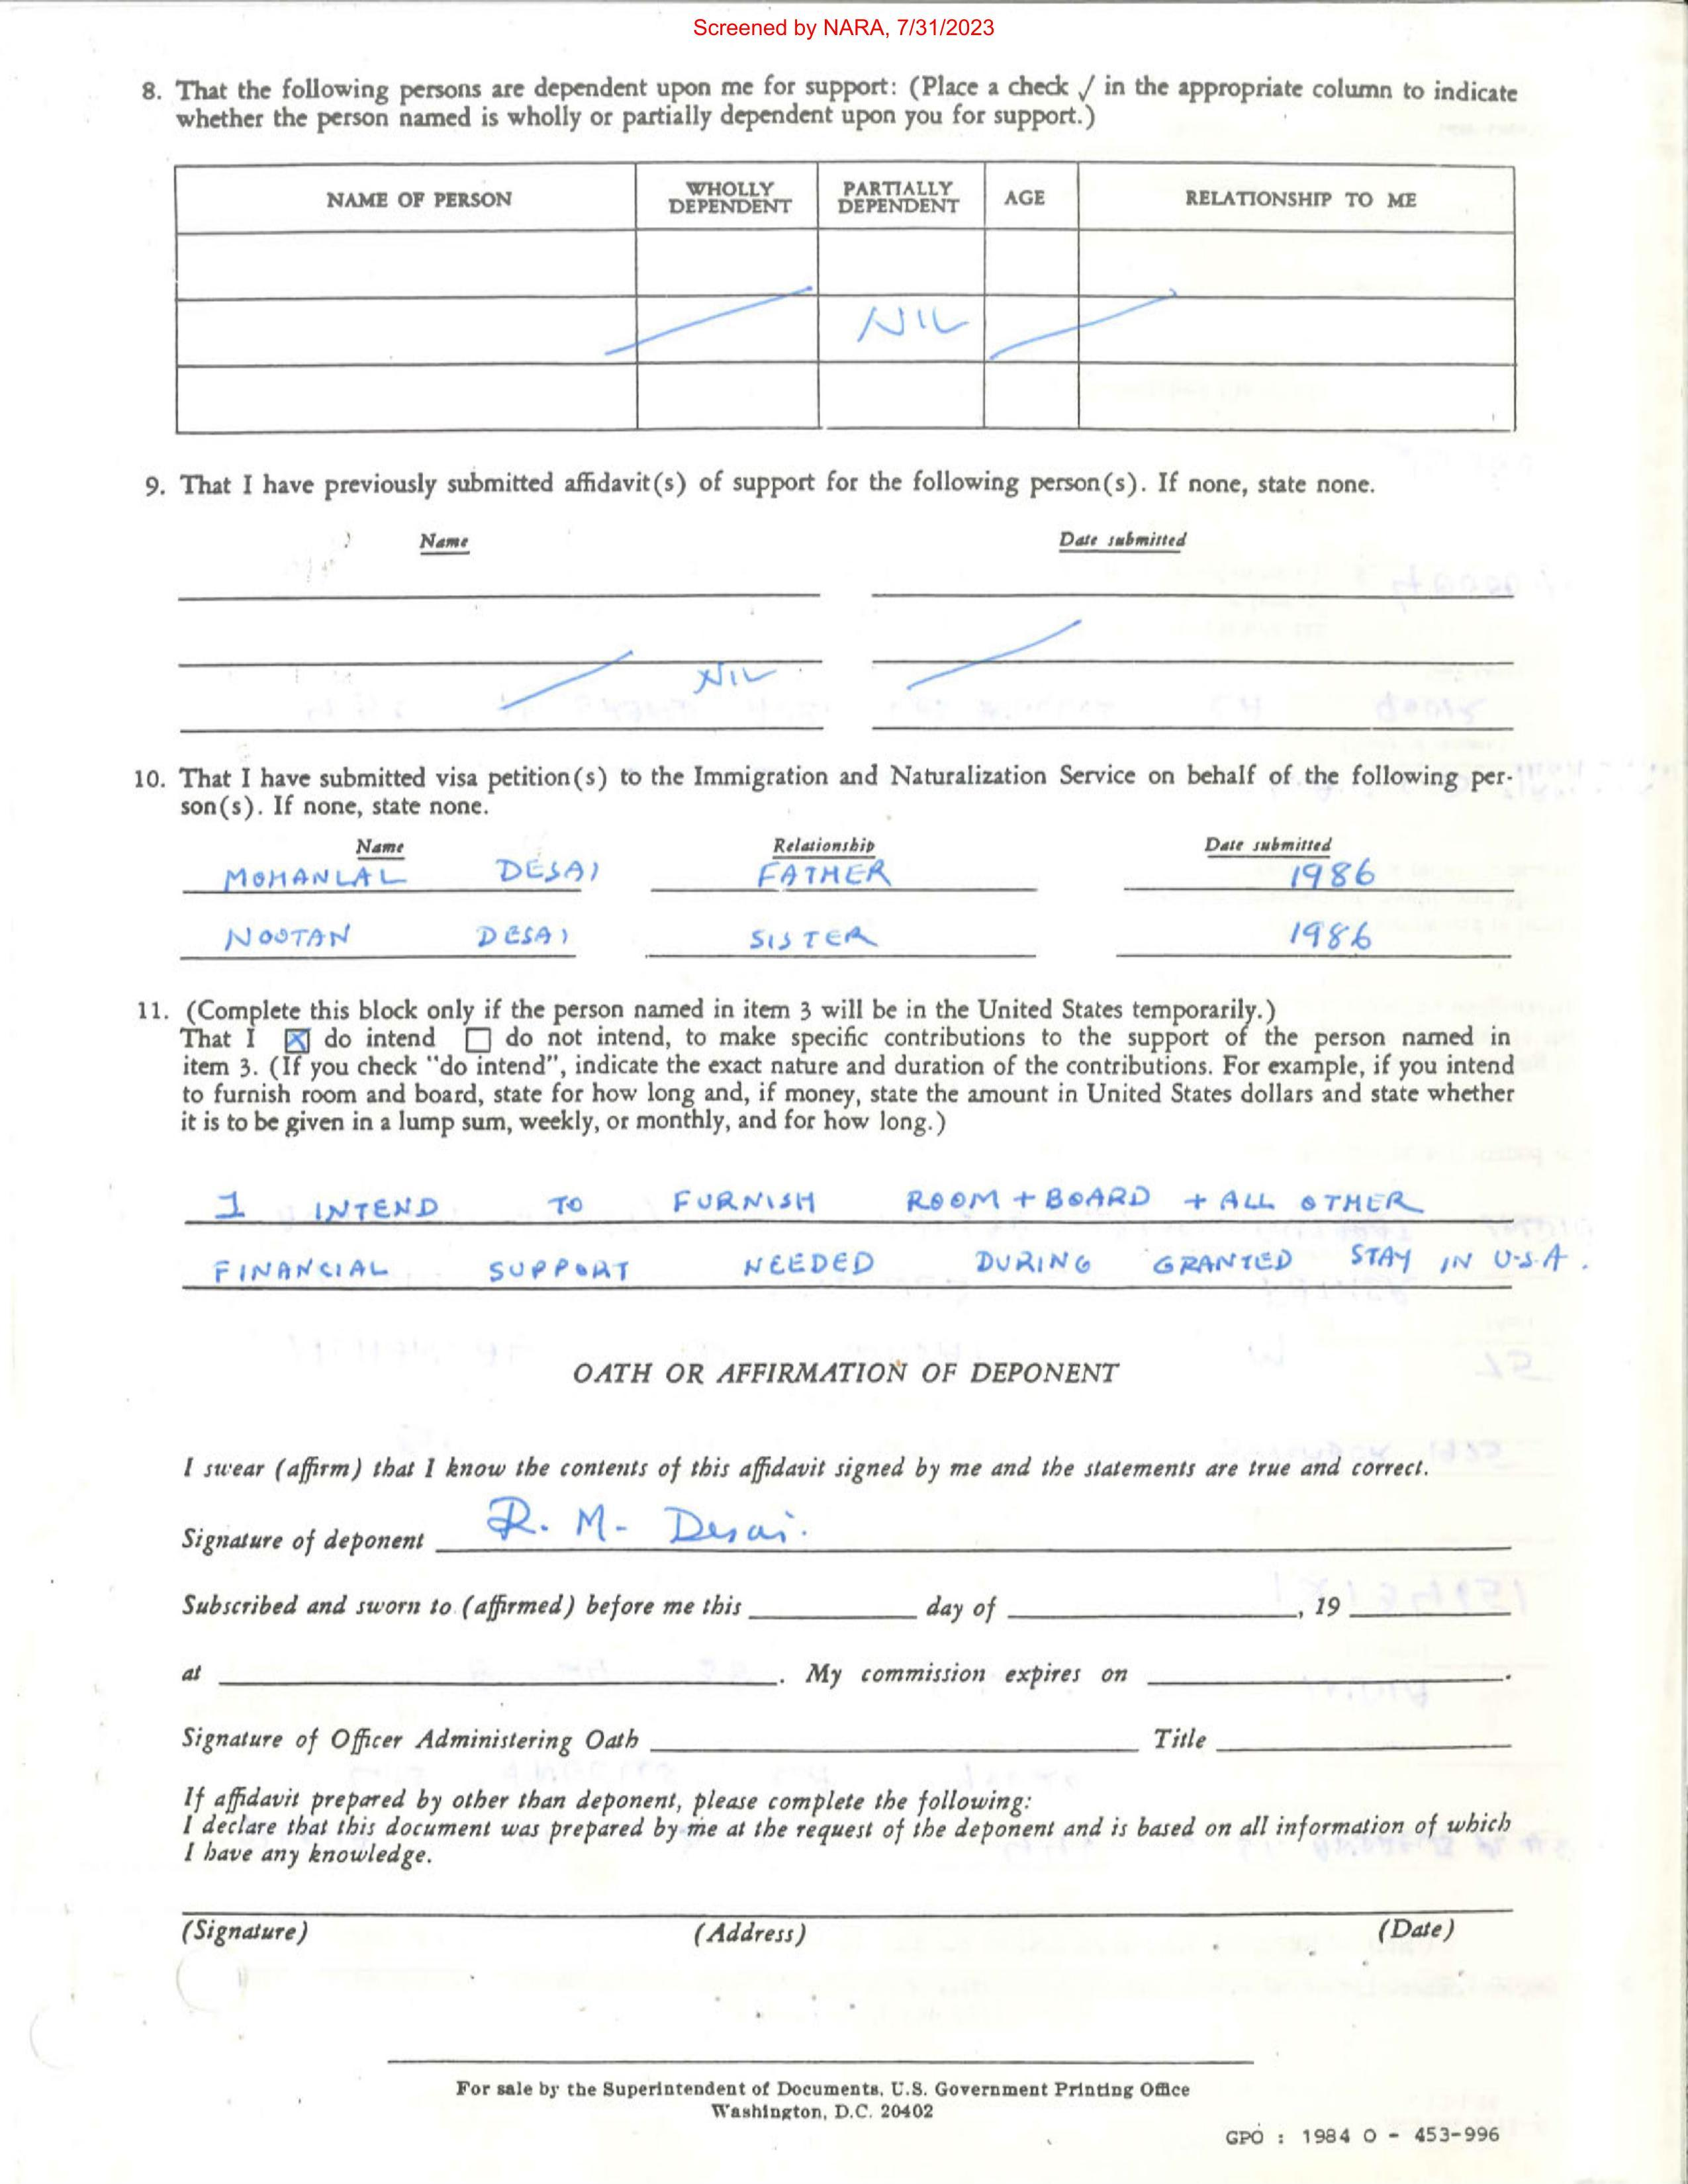 Screened by NARA, 7/31/2023
8. That the following persons are dependent upon me for support: (Place a check / in the appropriate column to indicate
whether the person named is wholly or partially dependent upon you for support.)
NAME OF PERSON WHOLLY DEPENDENT PARTIALLY DEPENDENT AGE RELATIONSHIP TO ME
NIL
9. That I have previously submitted affidavit(s) of support for the following person(s). If none, state none.
Name Date submitted
NIL
10. That I have submitted visa petition(s) to the Immigration and Naturalization Service on behalf of the following per-
son(s). If none, state none.
Name Relationship Date submitted
MOHANLAL DESAI FATHER 1986
NOOTAN DESAI SISTER 1986
11. (Complete this block only if the person named in item 3 will be in the United States temporarily.)
That I ☒ do intend ☐ do not intend, to make specific contributions to the support of the person named in
item 3. (If you check "do intend", indicate the exact nature and duration of the contributions. For example, if you intend
to furnish room and board, state for how long and, if money, state the amount in United States dollars and state whether
it is to be given in a lump sum, weekly, or monthly, and for how long.)
I INTEND TO FURNISH ROOM + BOARD + ALL OTHER
FINANCIAL SUPPORT NEEDED DURING GRANTED STAY IN U.S.A.
OATH OR AFFIRMATION OF DEPONENT
I swear (affirm) that I know the contents of this affidavit signed by me and the statements are true and correct.
Signature of deponent R. M. Desai.
Subscribed and sworn to (affirmed) before me this ______ day of ______, 19 ______
at ______. My commission expires on ______.
Signature of Officer Administering Oath ______ Title ______
If affidavit prepared by other than deponent, please complete the following:
I declare that this document was prepared by me at the request of the deponent and is based on all information of which
I have any knowledge.
(Signature) (Address) (Date)
For sale by the Superintendent of Documents, U.S. Government Printing Office
Washington, D.C. 20402
GPO : 1984 O - 453-996